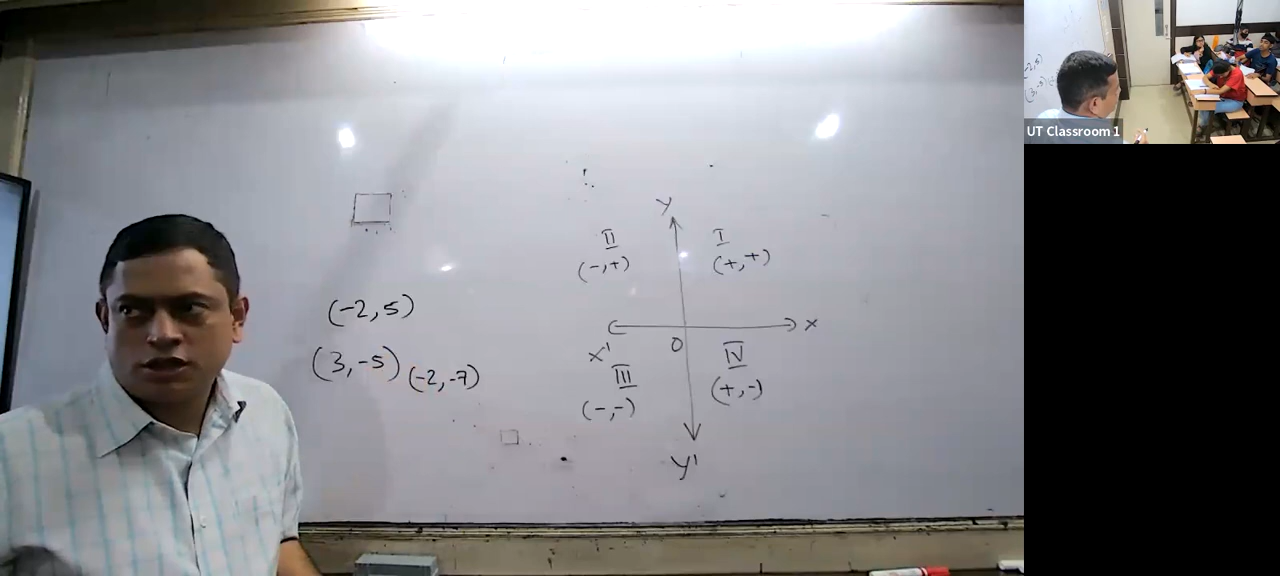 (-2,5)
(3,-5) (-2,-7)
Y
II
I
(-,+)
(+,+)
X' O X
III
IV
(-,-)
(+,-)
Y'
UT Classroom 1